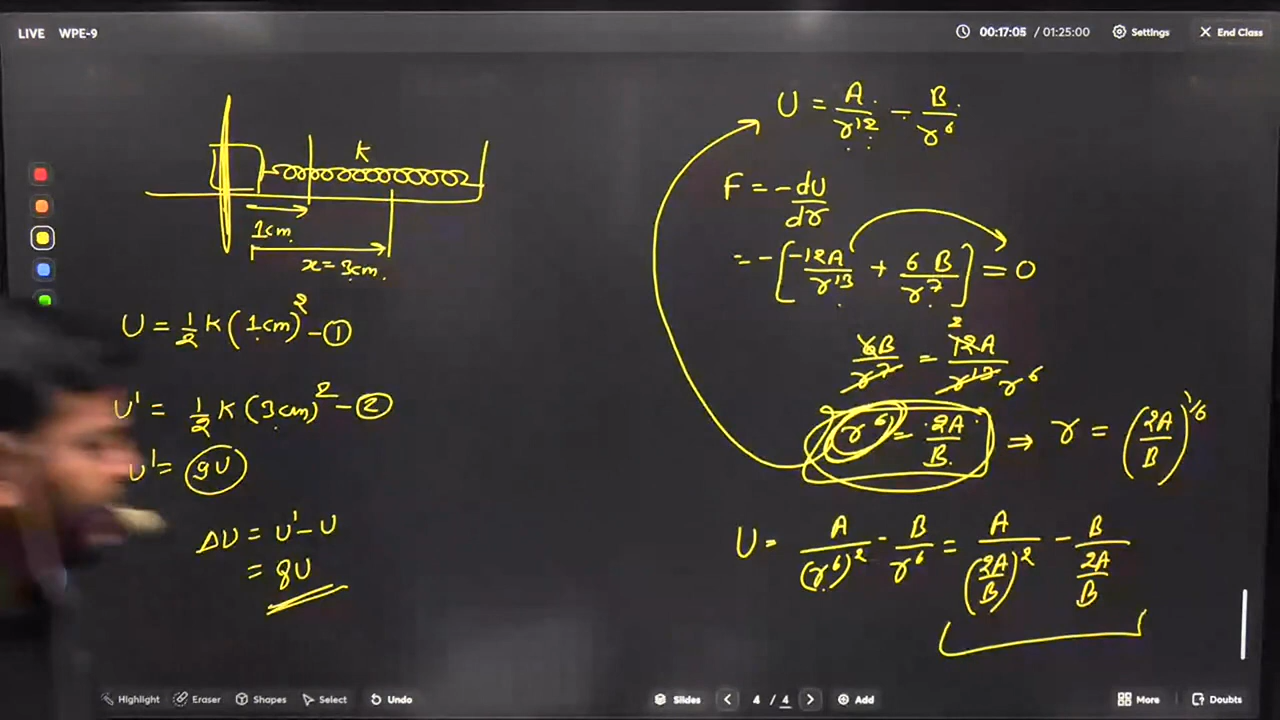 LIVE WPE-9
00:17:05 / 01:25:00 Settings End Class
K
1cm.
x=3cm.
U = 1/2 K (1cm)² - ①
U' = 1/2 K (3cm)² - ②
U' = 9U
ΔU = U' - U
= 8U
U = A/r¹² - B/r⁶
F = -dU/dr
= -[-12A/r¹³ + 6B/r⁷] = 0
6B/r⁷ = 12A/r¹³ r⁶ 2
r⁶ = 2A/B ⇒ r = (2A/B)^1/6
U = A/(r⁶)² - B/r⁶ = A/(2A/B)² - B/(2A/B)
Highlight Eraser Shapes Select Undo Slides 4 / 4 Add More Doubts